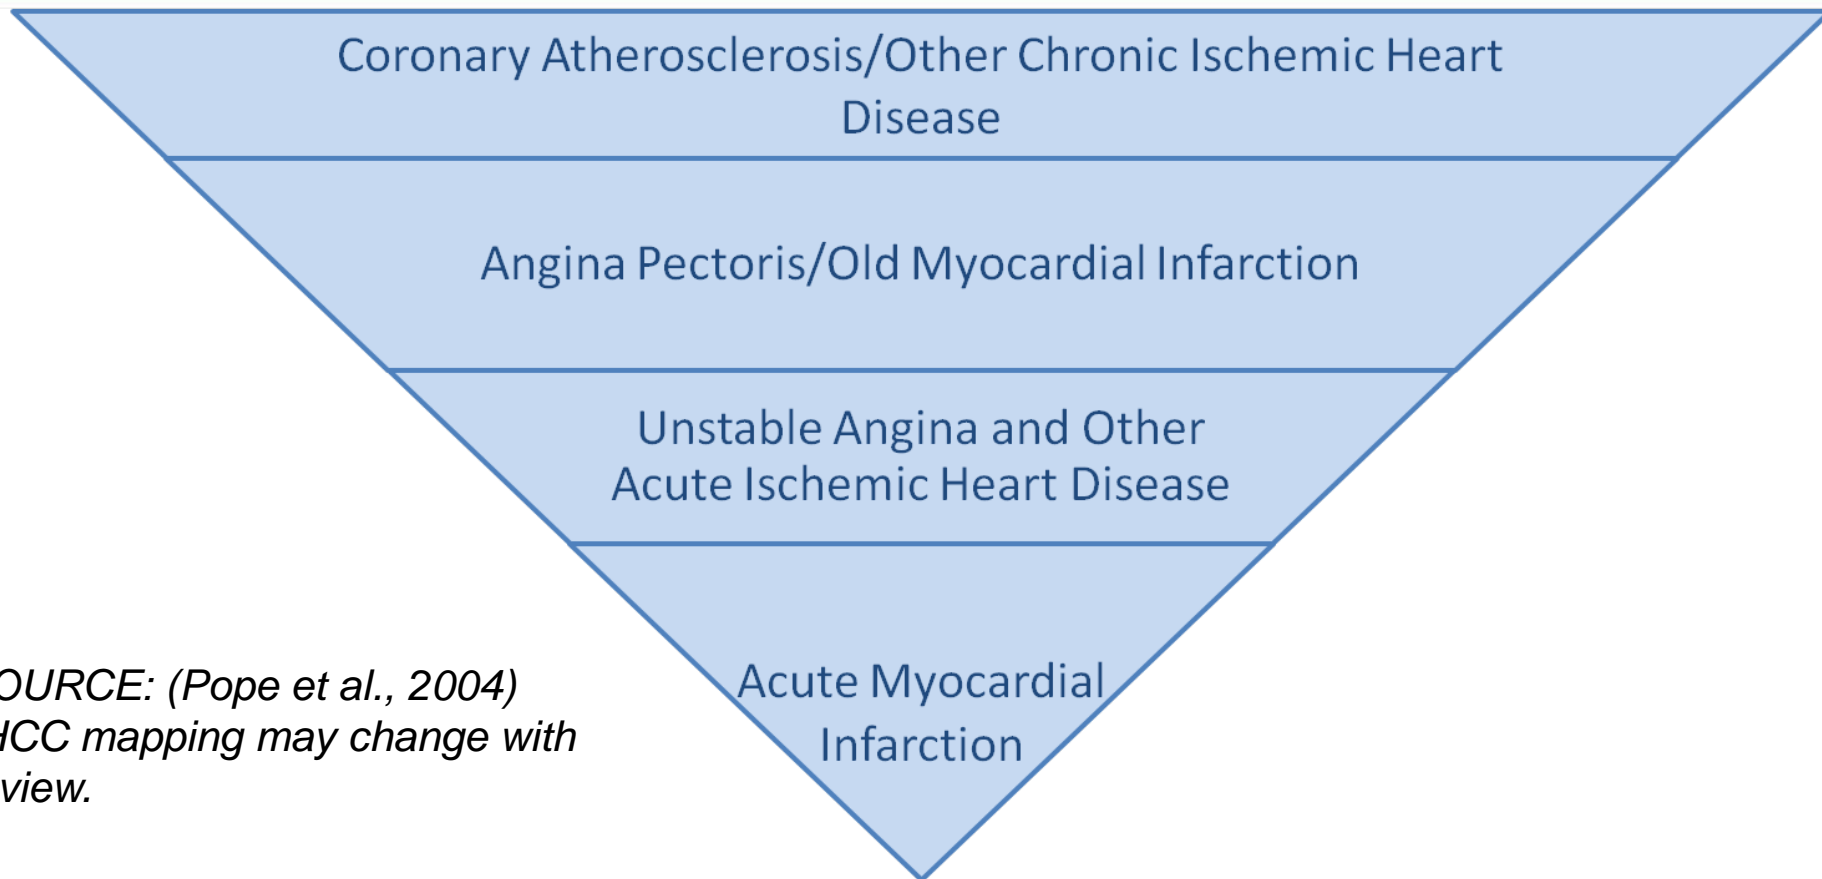 Coronary Atherosclerosis/Other Chronic Ischemic Heart
Disease
Angina Pectoris/Old Myocardial Infarction
Unstable Angina and Other
Acute Ischemic Heart Disease
Acute Myocardial
Infarction
OURCE: (Pope et al., 2004)
HCC mapping may change with
view.